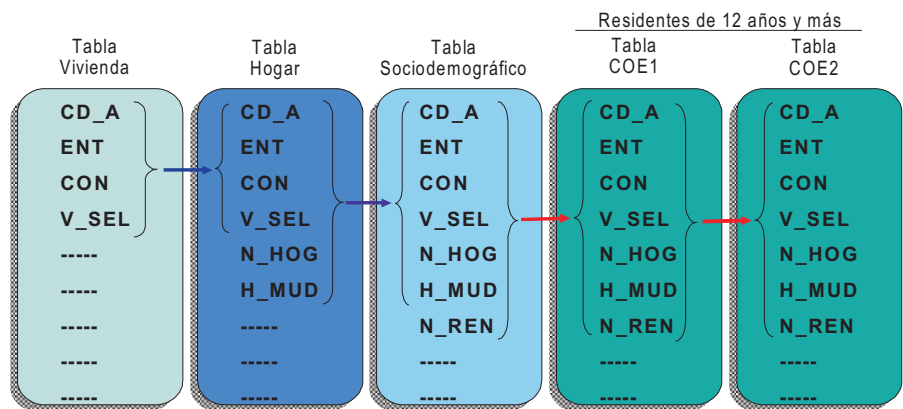 Residentes de 12 años y más
Tabla
Vivienda
Tabla
Hogar
Tabla
Sociodemográfico
Tabla
COE1
Tabla
COE2
CD_A
ENT
CON
V_SEL
-----
-----
-----
-----
-----
CD_A
ENT
CON
V_SEL
N_HOG
H_MUD
-----
-----
-----
CD_A
ENT
CON
V_SEL
N_HOG
H_MUD
N_REN
-----
-----
CD_A
ENT
CON
V_SEL
N_HOG
H_MUD
N_REN
-----
-----
CD_A
ENT
CON
V_SEL
N_HOG
H_MUD
N_REN
-----
-----